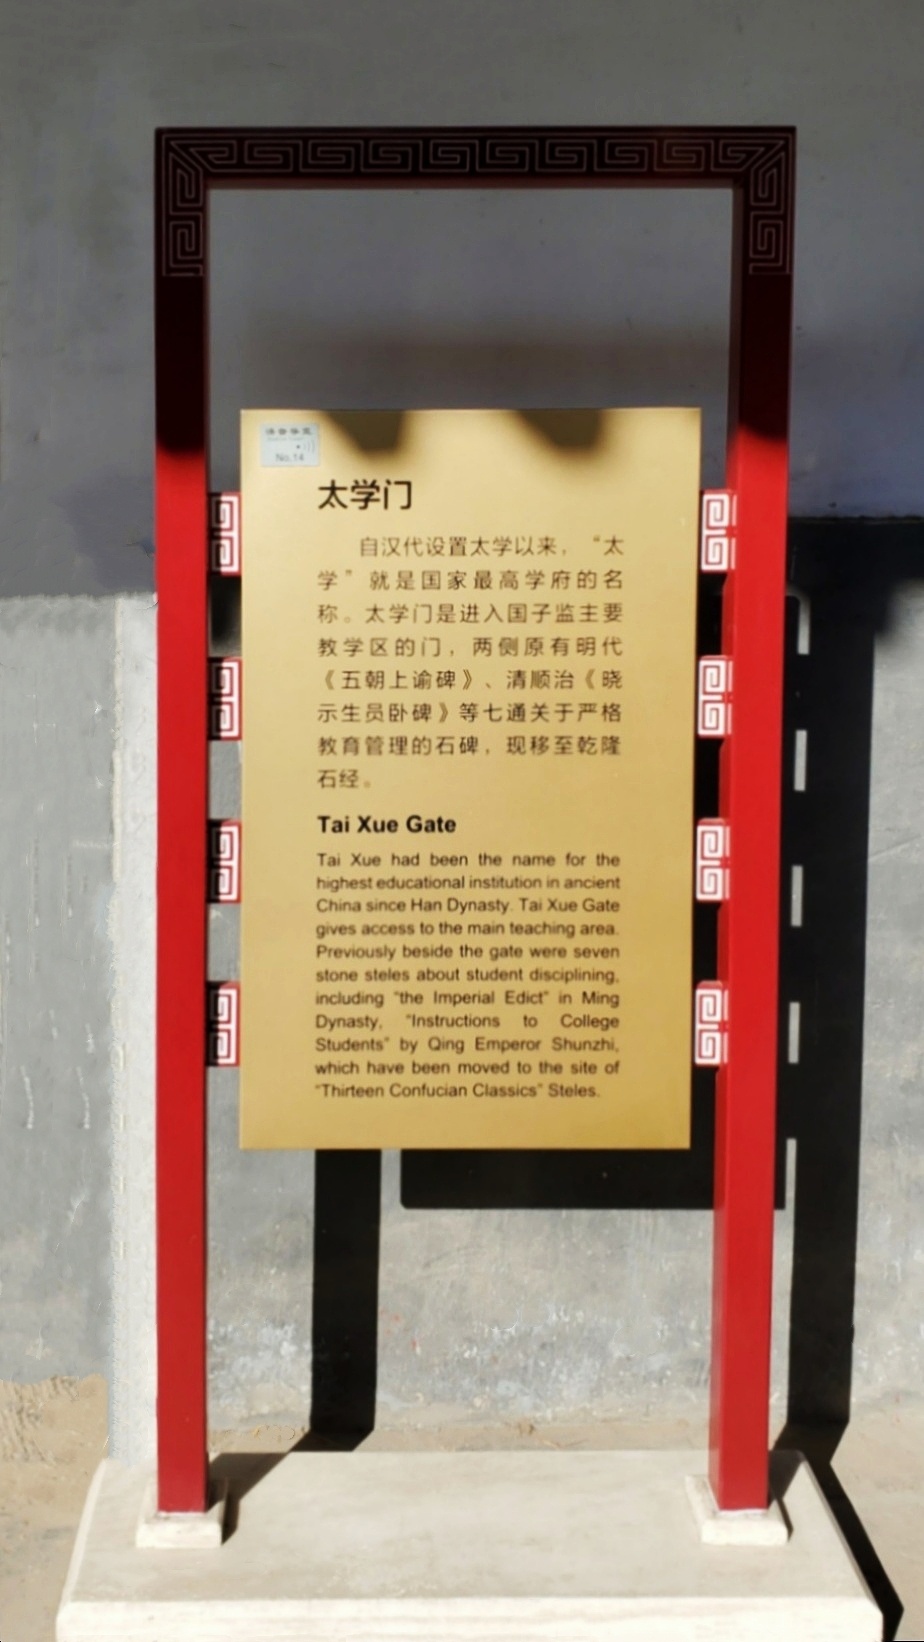 No.14
太学门
自汉代设置太学以来，“太
学”就是国家最高学府的名
称。太学门是进入国子监主要
教学区的门，两侧原有明代
《五朝上谕碑》、清顺治《晓
示生员卧碑》等七通关于严格
教育管理的石碑，现移至乾隆
石经。
Tai Xue Gate
Tai Xue had been the name for the
highest educational institution in ancient
China since Han Dynasty. Tai Xue Gate
gives access to the main teaching area.
Previously beside the gate were seven
stone steles about student disciplining,
including “the Imperial Edict” in Ming
Dynasty, “Instructions to College
Students” by Qing Emperor Shunzhi,
which have been moved to the site of
“Thirteen Confucian Classics” Steles.